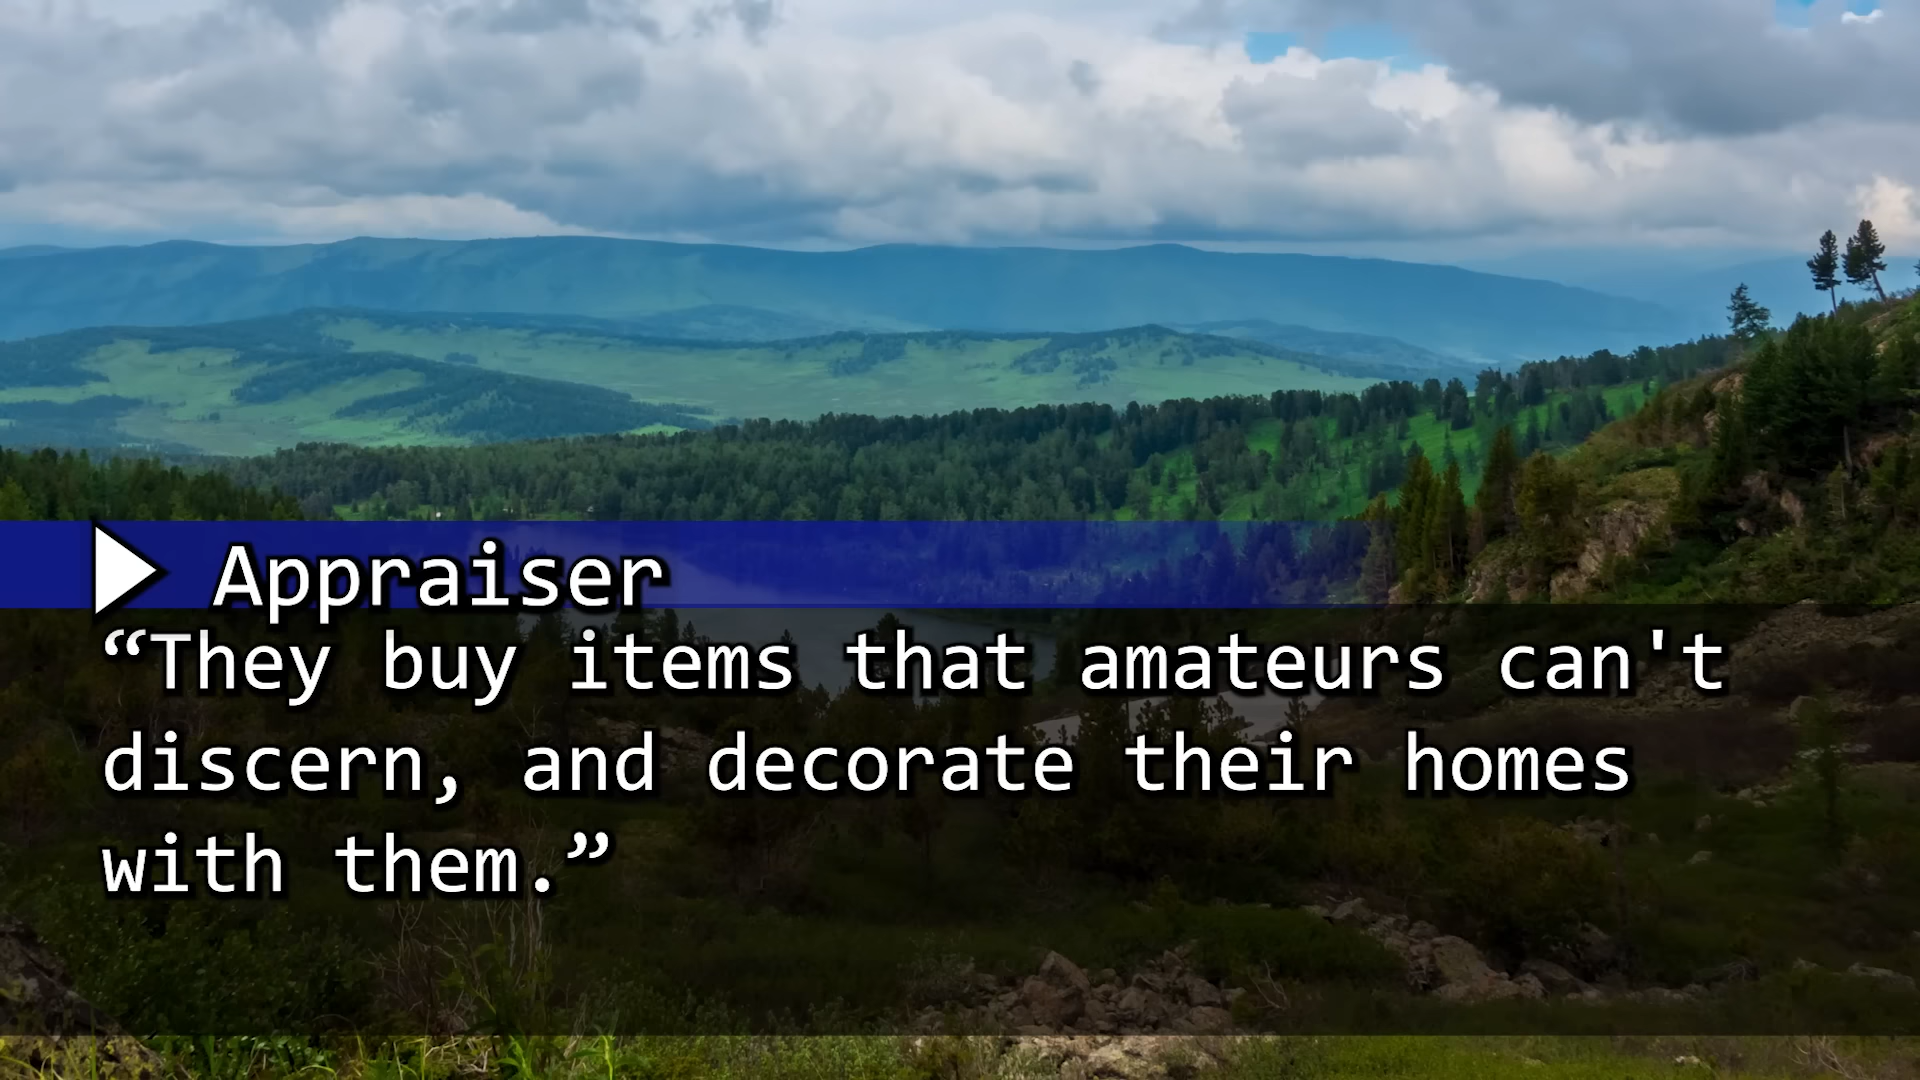 Appraiser
“They buy items that amateurs can't
discern, and decorate their homes
with them.”